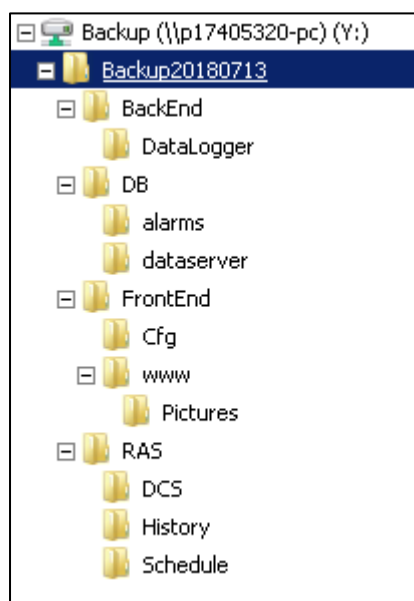 Backup (\\p17405320-pc) (Y:)
Backup20180713
BackEnd
DataLogger
DB
alarms
dataserver
FrontEnd
Cfg
www
Pictures
RAS
DCS
History
Schedule